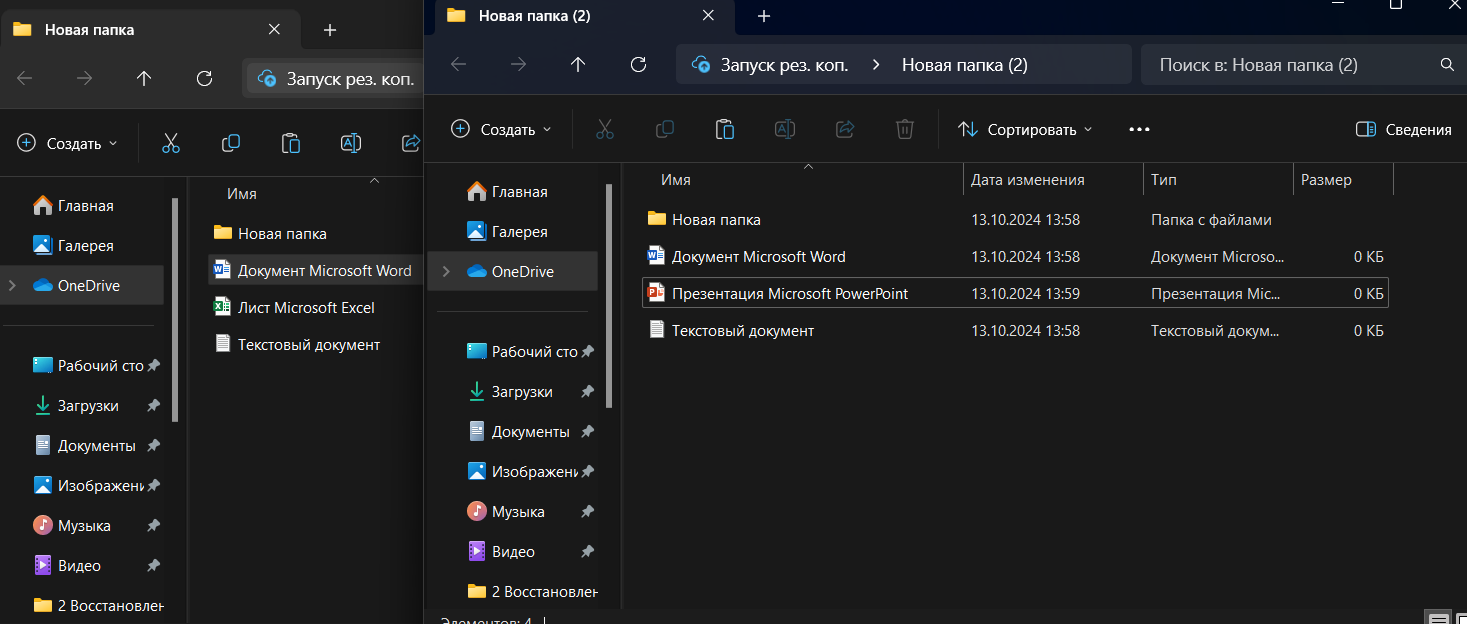 Новая папка
Запуск рез. коп.
Создать
Имя
Главная
Галерея
OneDrive
Рабочий сто
Загрузки
Документы
Изображени
Музыка
Видео
2 Восстановлен
Новая папка
Документ Microsoft Word
Лист Microsoft Excel
Текстовый документ
Новая папка (2)
Запуск рез. коп. > Новая папка (2)
Поиск в: Новая папка (2)
Создать
Сортировать
Сведения
Главная
Галерея
OneDrive
Рабочий сто
Загрузки
Документы
Изображени
Музыка
Видео
2 Восстановлен
Имя Дата изменения Тип Размер
Новая папка 13.10.2024 13:58 Папка с файлами
Документ Microsoft Word 13.10.2024 13:58 Документ Microso... 0 КБ
Презентация Microsoft PowerPoint 13.10.2024 13:59 Презентация Mic... 0 КБ
Текстовый документ 13.10.2024 13:58 Текстовый докум... 0 КБ
Элементов: 4